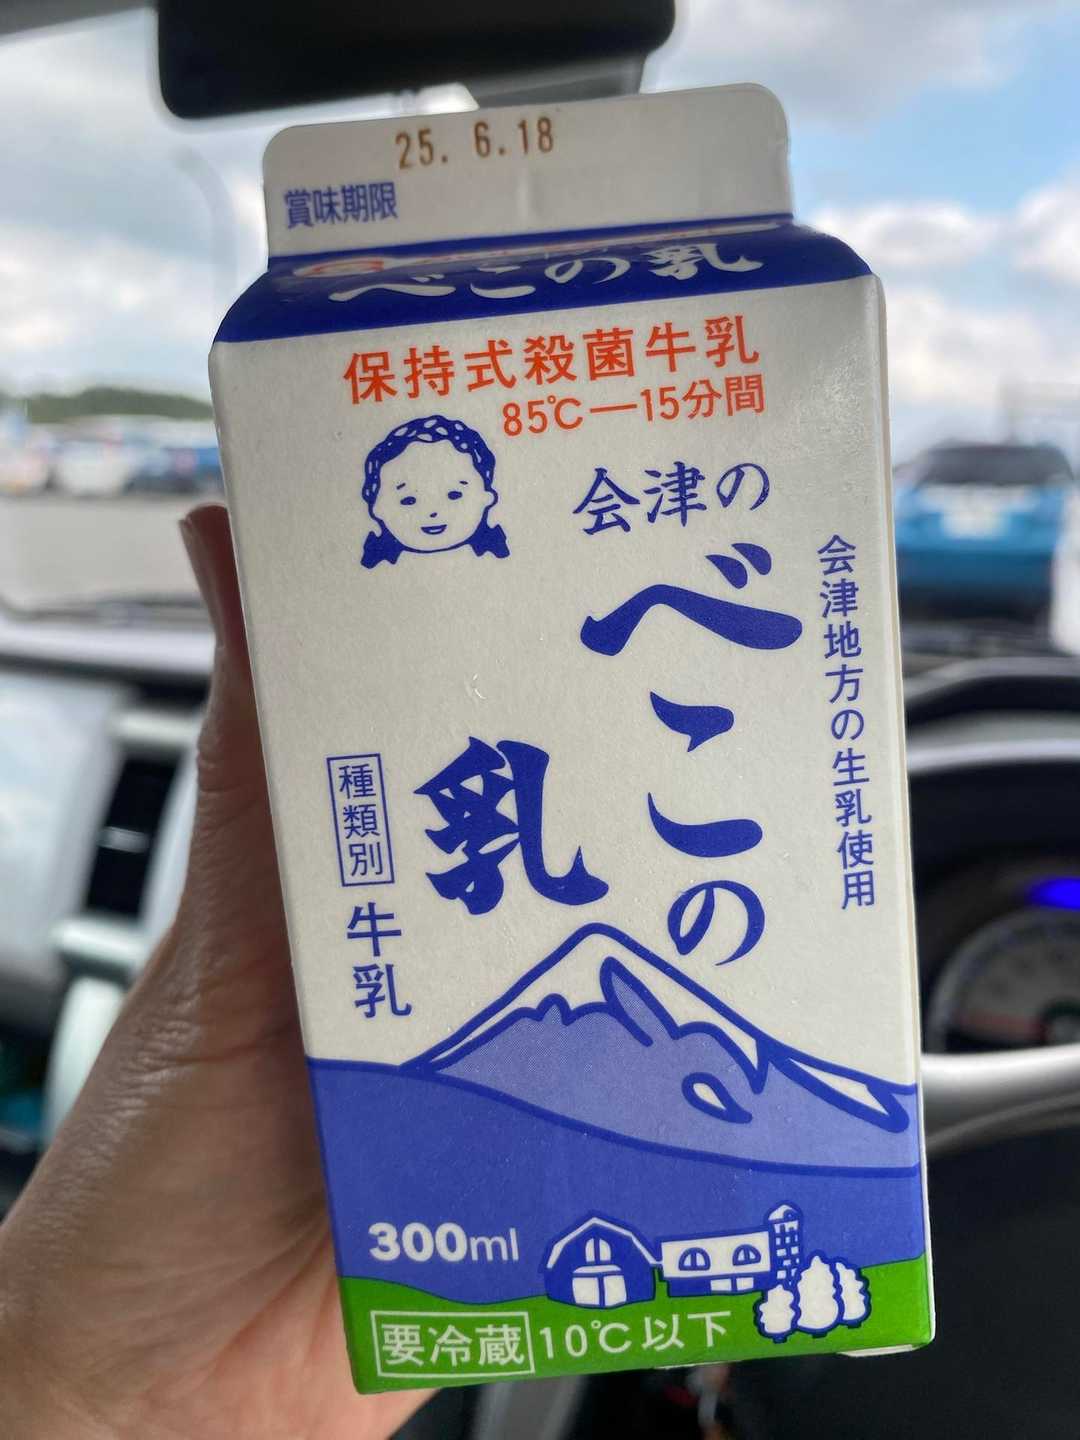 25. 6.18
賞味期限
べこの乳
保持式殺菌牛乳
85℃―15分間
会津の
べこの
乳
会津地方の生乳使用
種類別
牛乳
300ml
要冷蔵 10℃以下